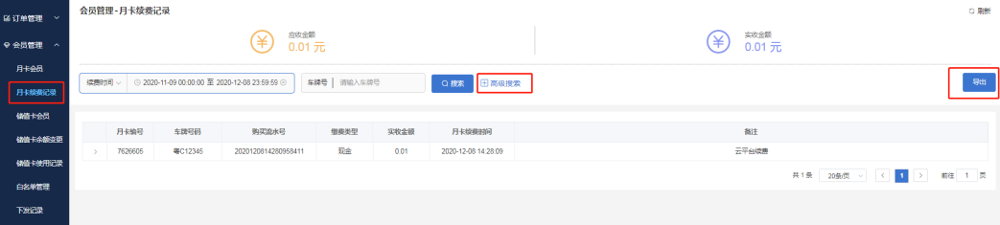 会员管理-月卡续费记录
刷新
订单管理
会员管理
月卡会员
月卡续费记录
储值卡会员
储值卡余额变更
储值卡使用记录
白名单管理
下发记录
应收金额
0.01 元
实收金额
0.01 元
续费时间 2020-11-09 00:00:00 至 2020-12-08 23:59:59 车牌号 请输入车牌号 搜索 高级搜索 导出
月卡编号 车牌号码 购买流水号 缴费类型 实收金额 月卡续费时间 备注
7626605 粤C12345 2020120814280958411 现金 0.01 2020-12-08 14:28:09 云平台续费
共 1 条 20条/页 1 前往 1 页